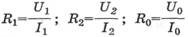 R₁ = U₁/I₁; R₂ = U₂/I₂; R₀ = U₀/I₀